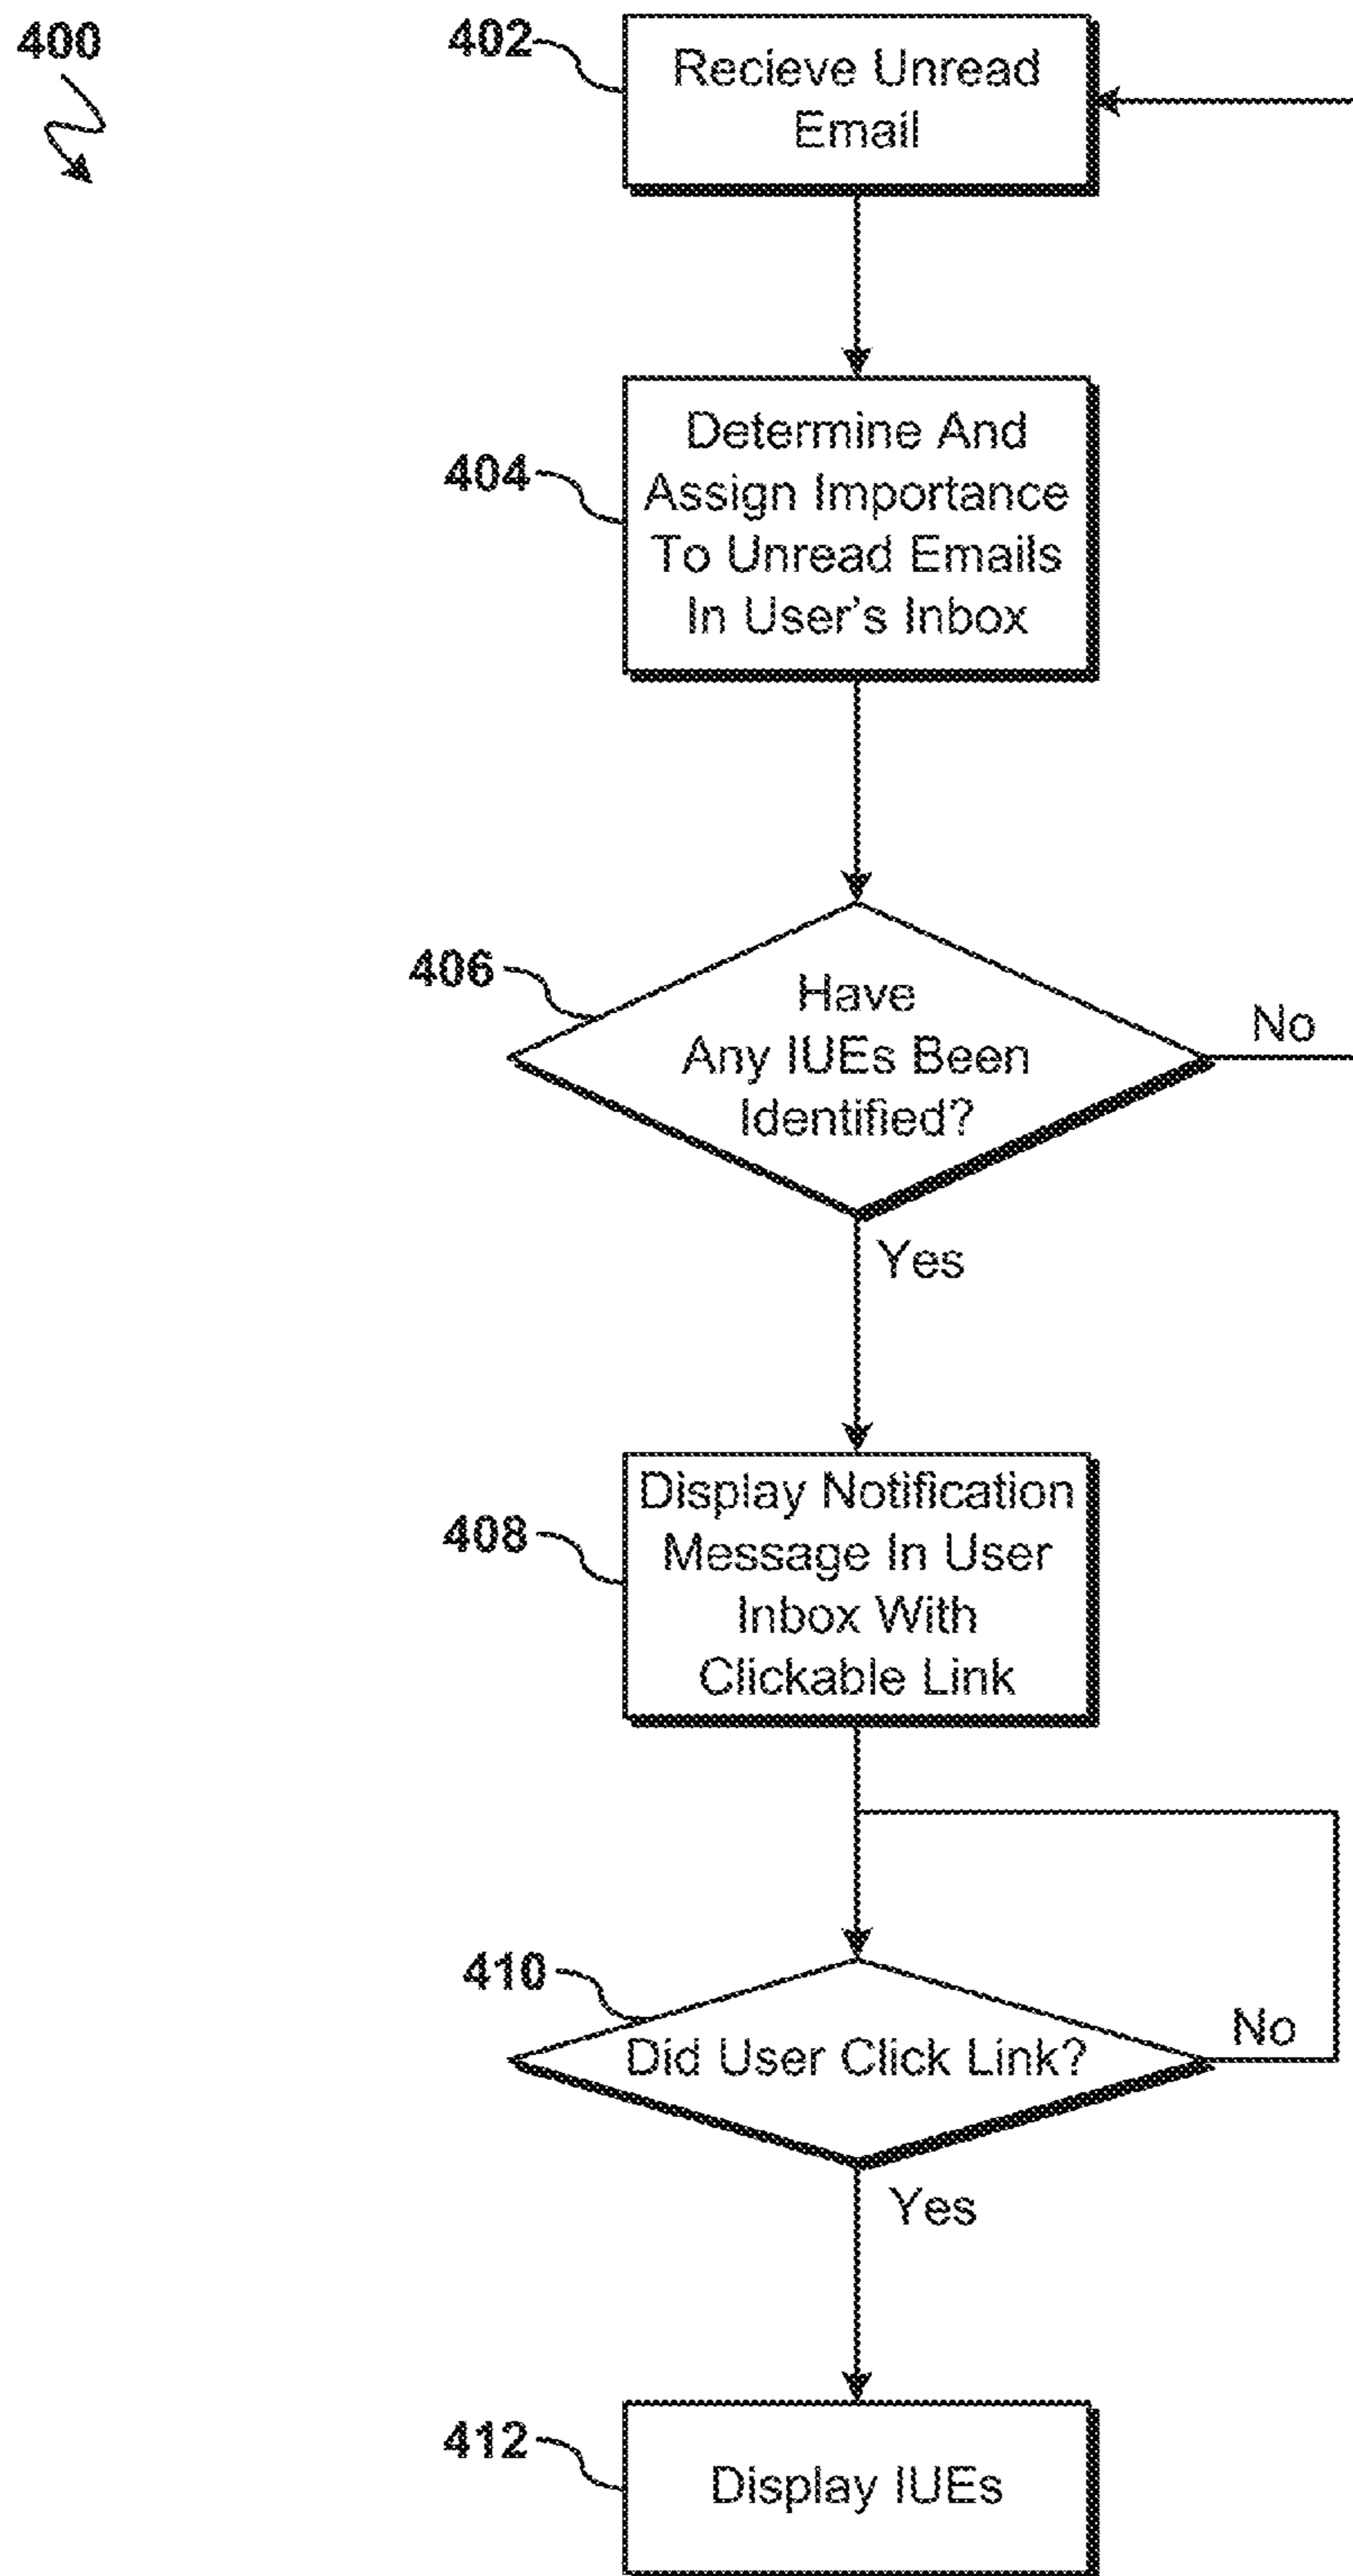 400
402
Recieve Unread
Email
404
Determine And
Assign Importance
To Unread Emails
In User's Inbox
406
Have
Any IUEs Been
Identified?
No
Yes
408
Display Notification
Message In User
Inbox With
Clickable Link
410
Did User Click Link?
No
Yes
412
Display IUEs